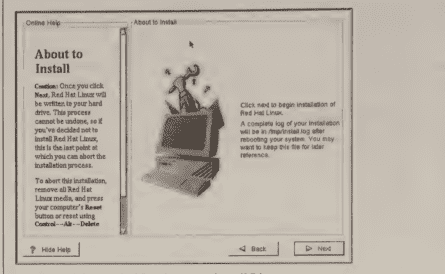 Online Help
About to Install
About to
Install
Caution: Once you click
Next, Red Hat Linux will
be written to your hard
drive. This process
cannot be undone, so if
you've decided not to
install Red Hat Linux,
this is the last point at
which you can abort the
installation process.
To abort this installation,
remove all Red Hat
Linux media, and press
your computer's Reset
button or reset using
Control--Alt--Delete
Click next to begin installation of
Red Hat Linux.
A complete log of your installation
will be in /tmp/install.log after
rebooting your system. You may
want to keep this file for later
reference.
? Hide Help
Back
Next